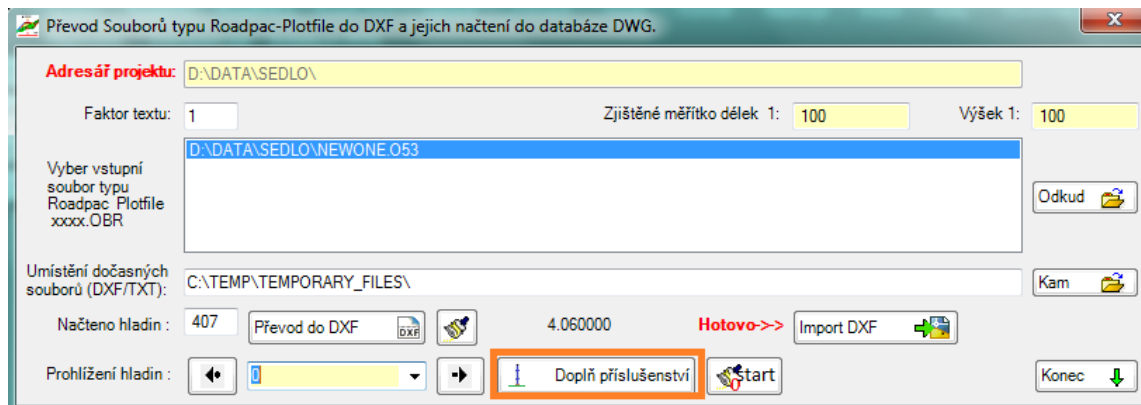 Převod Souborů typu Roadpac-Plotfile do DXF a jejich načtení do databáze DWG.
Adresář projektu: D:\DATA\SEDLO\
Faktor textu: 1 Zjištěné měřítko délek 1: 100 Výšek 1: 100
D:\DATA\SEDLO\NEWONE.O53
Vyber vstupní
soubor typu
Roadpac Plotfile
xxxx.OBR
Odkud
Umístění dočasných
souborů (DXF/TXT): C:\TEMP\TEMPORARY_FILES\ Kam
Načteno hladin : 407 Převod do DXF DXF 4.060000 Hotovo->-> Import DXF
Prohlížení hladin : 0 Doplň příslušenství 0 Start Konec